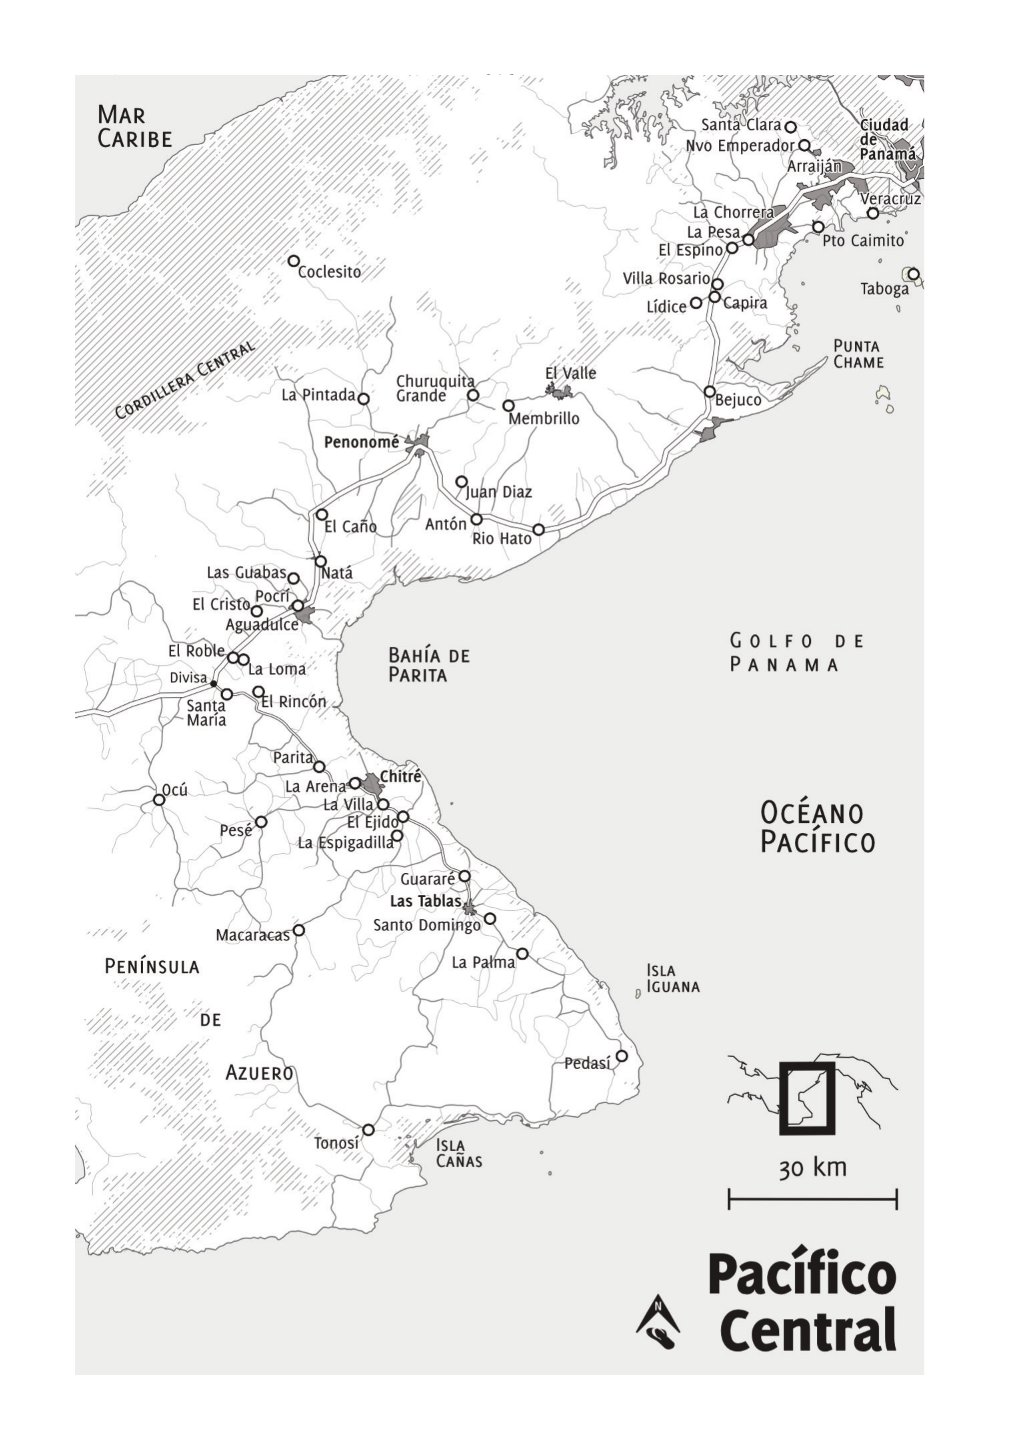 MAR
CARIBE
Santa Clara
Nvo Emperador
Arraiján
Ciudad
de
Panamá
Veracruz
La Chorrera
La Pesa
El Espino
Pto Caimito
Villa Rosario
Lídice
Capira
Taboga
Coclesito
PUNTA
CHAME
CORDILLERA CENTRAL
El Valle
Churuquita
Grande
La Pintada
Membrillo
Bejuco
Penonomé
Juan Diaz
Antón
Rio Hato
El Caño
Natá
Las Guabas
Pocrí
El Cristo
Aguadulce
El Roble
La Loma
Divisa
Santa
María
El Rincón
BAHÍA DE
PARITA
GOLFO DE
PANAMA
Parita
Chitré
La Arena
Ocú
La Villa
El Ejido
Pesé
La Espigadilla
OCÉANO
PACÍFICO
Guararé
Las Tablas
Santo Domingo
Macaracas
La Palma
PENÍNSULA
DE
AZUERO
ISLA
IGUANA
Pedasí
Tonosí
ISLA
CAÑAS
30 km
N
Pacífico
Central